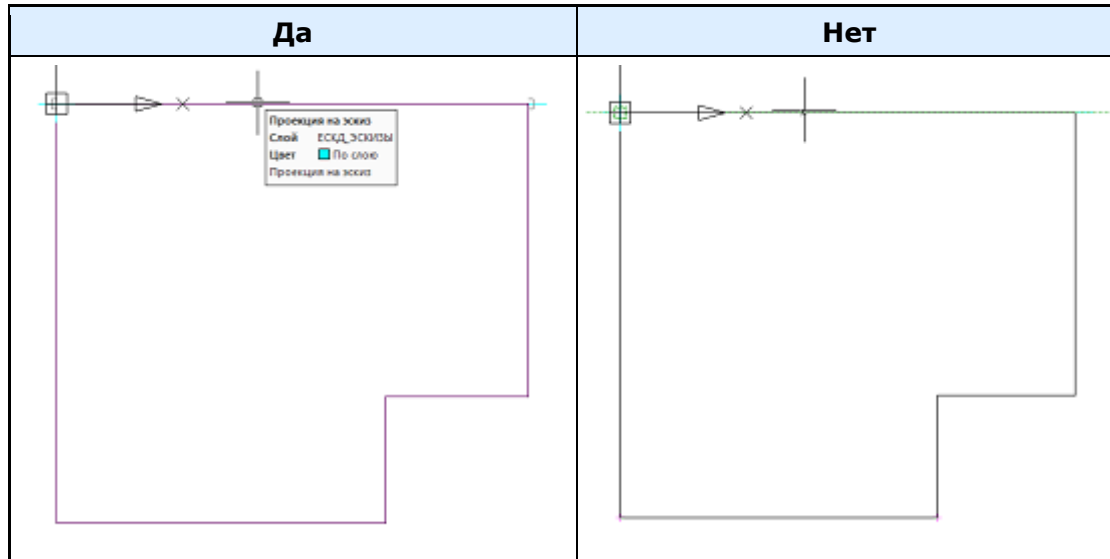 Да
Нет
Проекция на эскиз
Слой ЕСКД_ЭСКИЗЫ
Цвет По слою
Проекция на эскиз